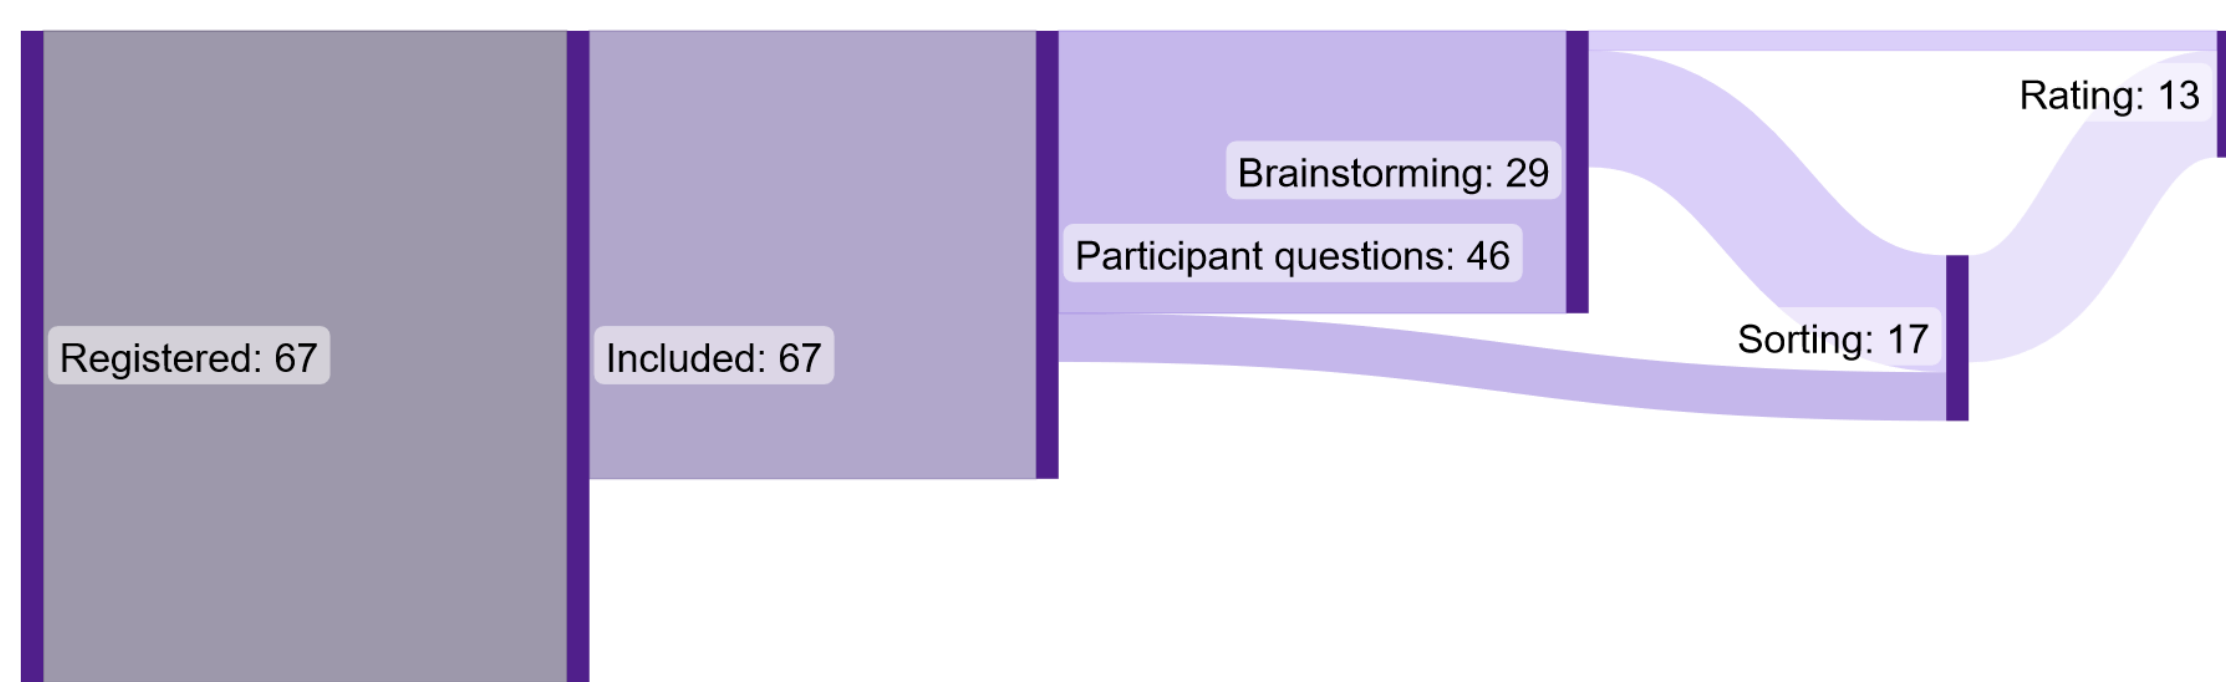 Registered: 67
Included: 67
Participant questions: 46
Brainstorming: 29
Sorting: 17
Rating: 13